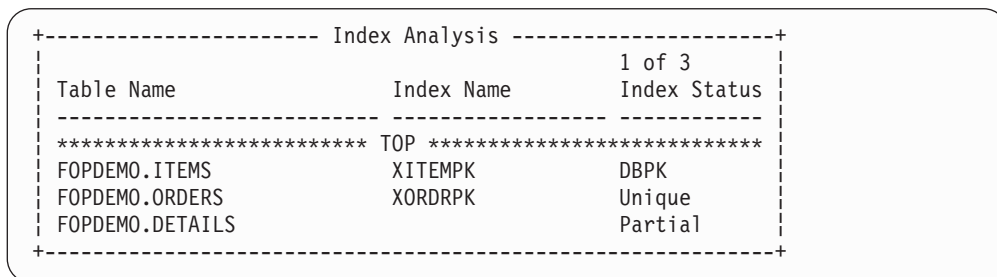 +----------------------- Index Analysis ----------------------+
¦                                                1 of 3       ¦
¦ Table Name                  Index Name         Index Status ¦
¦ --------------------------- ------------------ ------------ ¦
¦ ************************** TOP **************************** ¦
¦ FOPDEMO.ITEMS               XITEMPK            DBPK         ¦
¦ FOPDEMO.ORDERS              XORDRPK            Unique       ¦
¦ FOPDEMO.DETAILS                                Partial      ¦
+-------------------------------------------------------------+